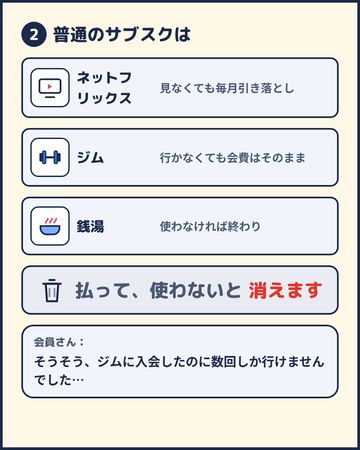 2 普通のサブスクは
ネットフ
リックス
見なくても毎月引き落とし
ジム
行かなくても会費はそのまま
銭湯
使わなければ終わり
払って、使わないと 消えます
会員さん：
そうそう、ジムに入会したのに数回しか行けません
でした…